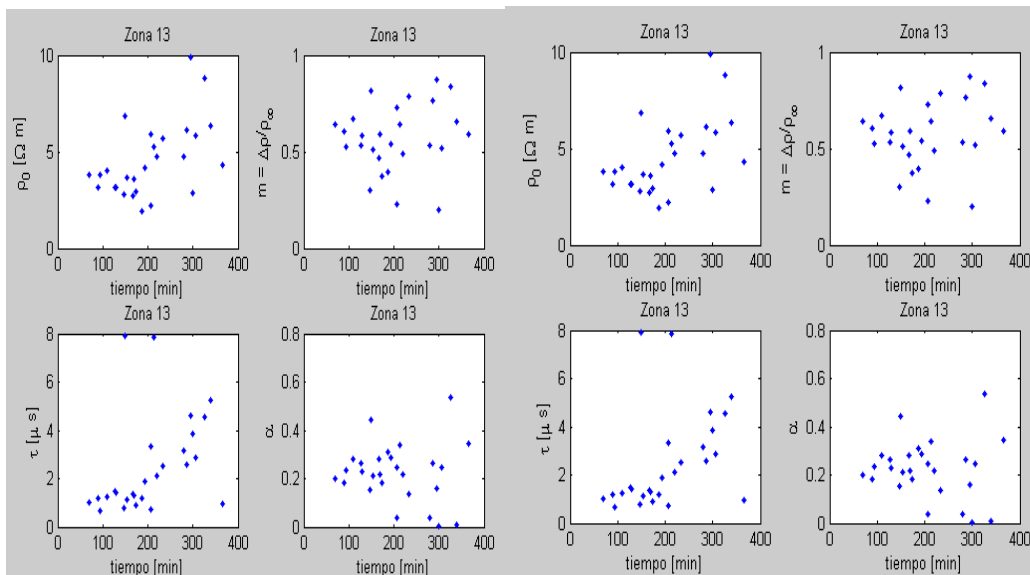 Zona 13
ρ₀ [Ω m]
10
5
0
0 100 200 300 400
tiempo [min]
Zona 13
m = Δρ/ρ∞
1
0.5
0
0 100 200 300 400
tiempo [min]
Zona 13
ρ₀ [Ω m]
10
5
0
0 100 200 300 400
tiempo [min]
Zona 13
m = Δρ/ρ∞
1
0.5
0
0 100 200 300 400
tiempo [min]
Zona 13
τ [μ s]
8
6
4
2
0
0 100 200 300 400
tiempo [min]
Zona 13
α
0.8
0.6
0.4
0.2
0
0 100 200 300 400
tiempo [min]
Zona 13
τ [μ s]
8
6
4
2
0
0 100 200 300 400
tiempo [min]
Zona 13
α
0.8
0.6
0.4
0.2
0
0 100 200 300 400
tiempo [min]